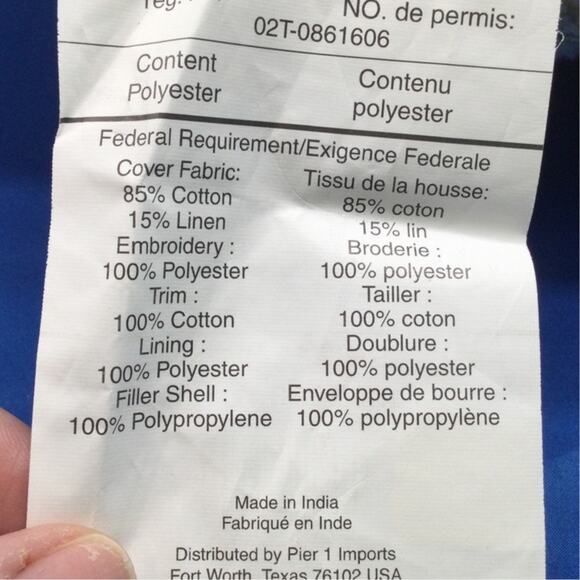 reg.
NO. de permis:
02T-0861606
Content Contenu
Polyester polyester
Federal Requirement/Exigence Federale
Cover Fabric: Tissu de la housse:
85% Cotton 85% coton
15% Linen 15% lin
Embroidery : Broderie :
100% Polyester 100% polyester
Trim : Tailler :
100% Cotton 100% coton
Lining : Doublure :
100% Polyester 100% polyester
Filler Shell : Enveloppe de bourre :
100% Polypropylene 100% polypropylène
Made in India
Fabriqué en Inde
Distributed by Pier 1 Imports
Fort Worth, Texas 76102 USA